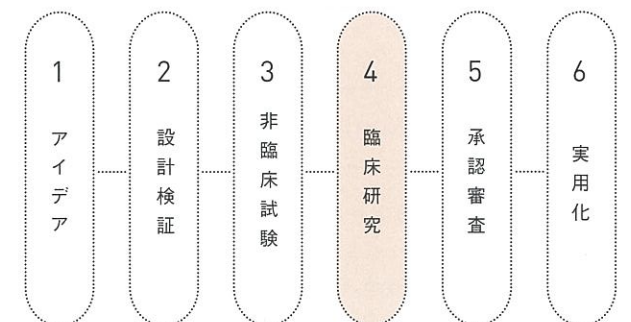 1 アイデア
2 設計検証
3 非臨床試験
4 臨床研究
5 承認審査
6 実用化